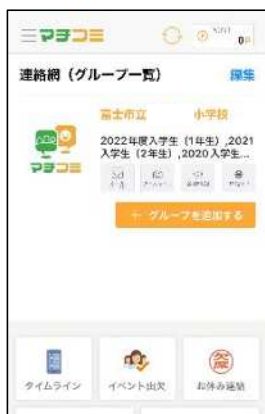 マチコミ
0P
連絡網（グループ一覧）
編集
富士市立 小学校
2022年度入学生（1年生）,2021
入学生（2年生）,2020入学生...
マチコミ
＋ グループを追加する
欠席
タイムライン
イベント出欠
お休み連絡